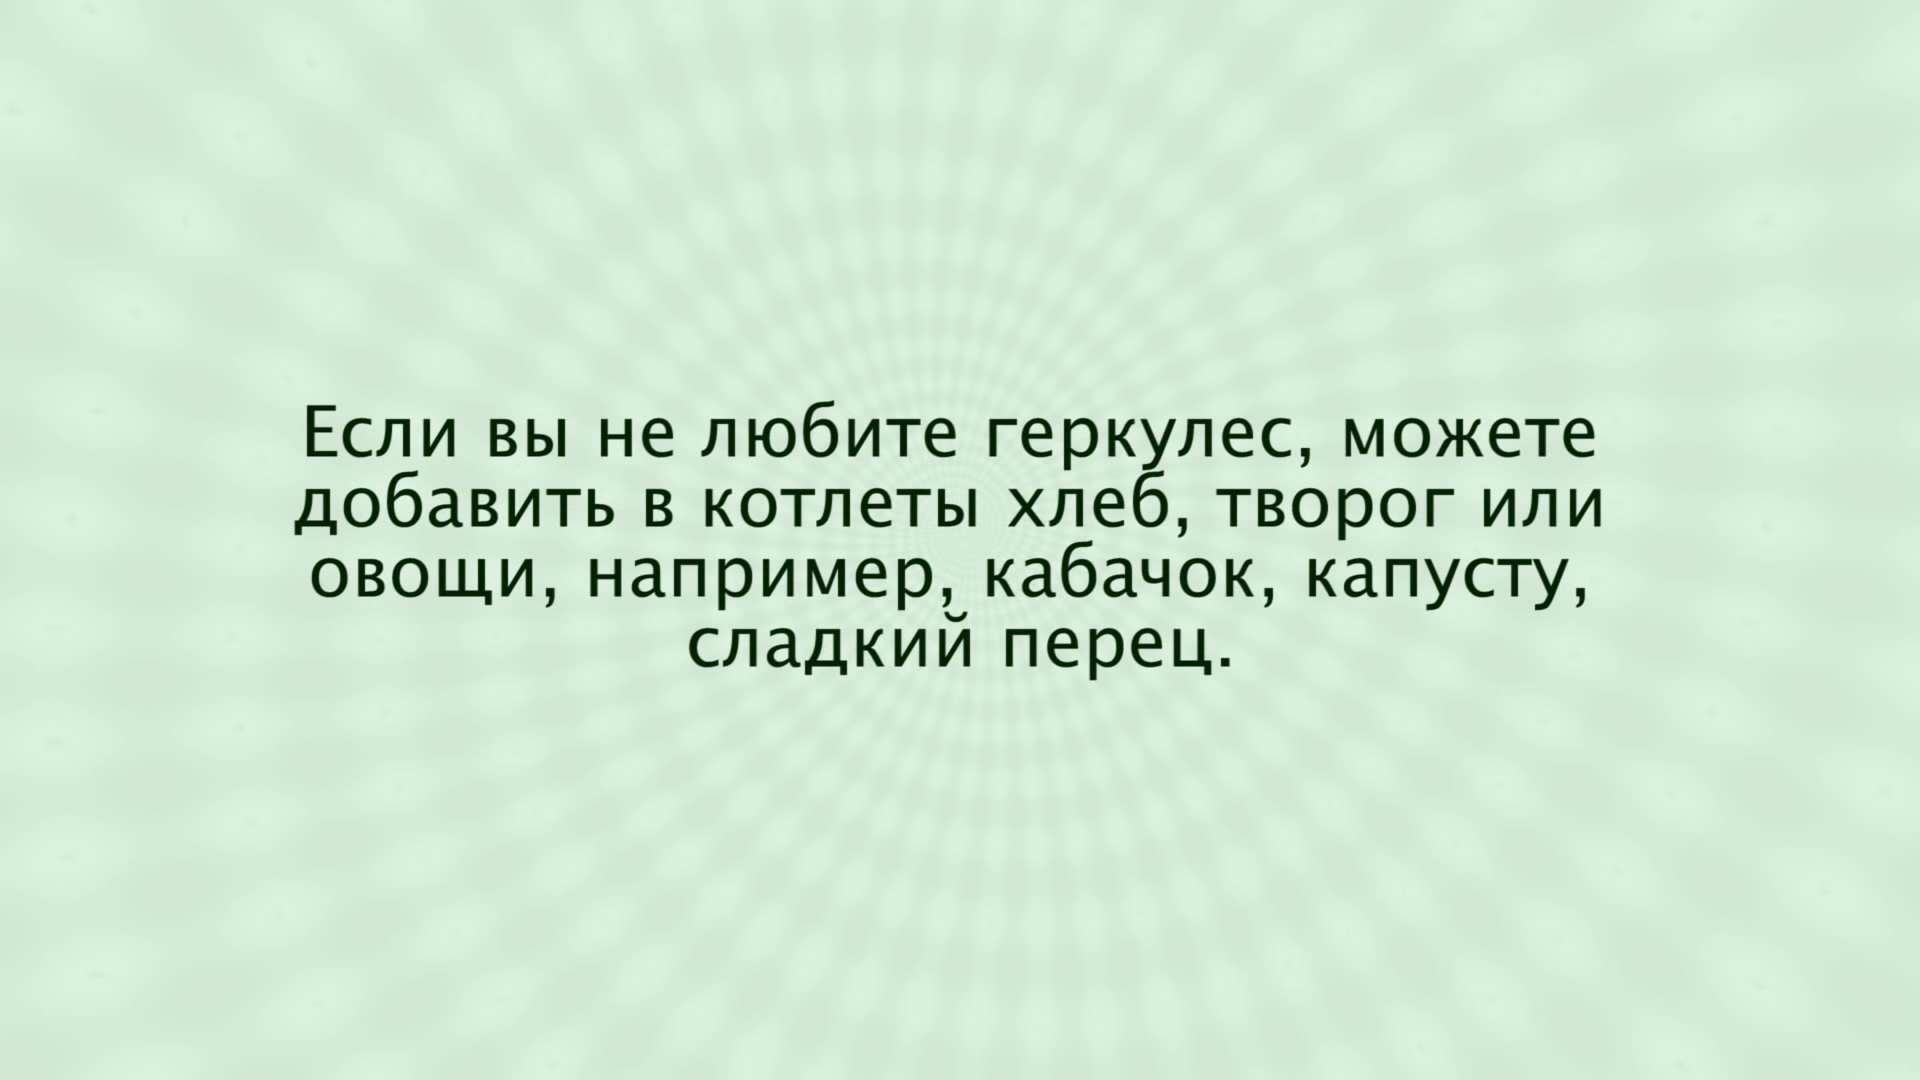 Если вы не любите геркулес, можете
добавить в котлеты хлеб, творог или
овощи, например, кабачок, капусту,
сладкий перец.